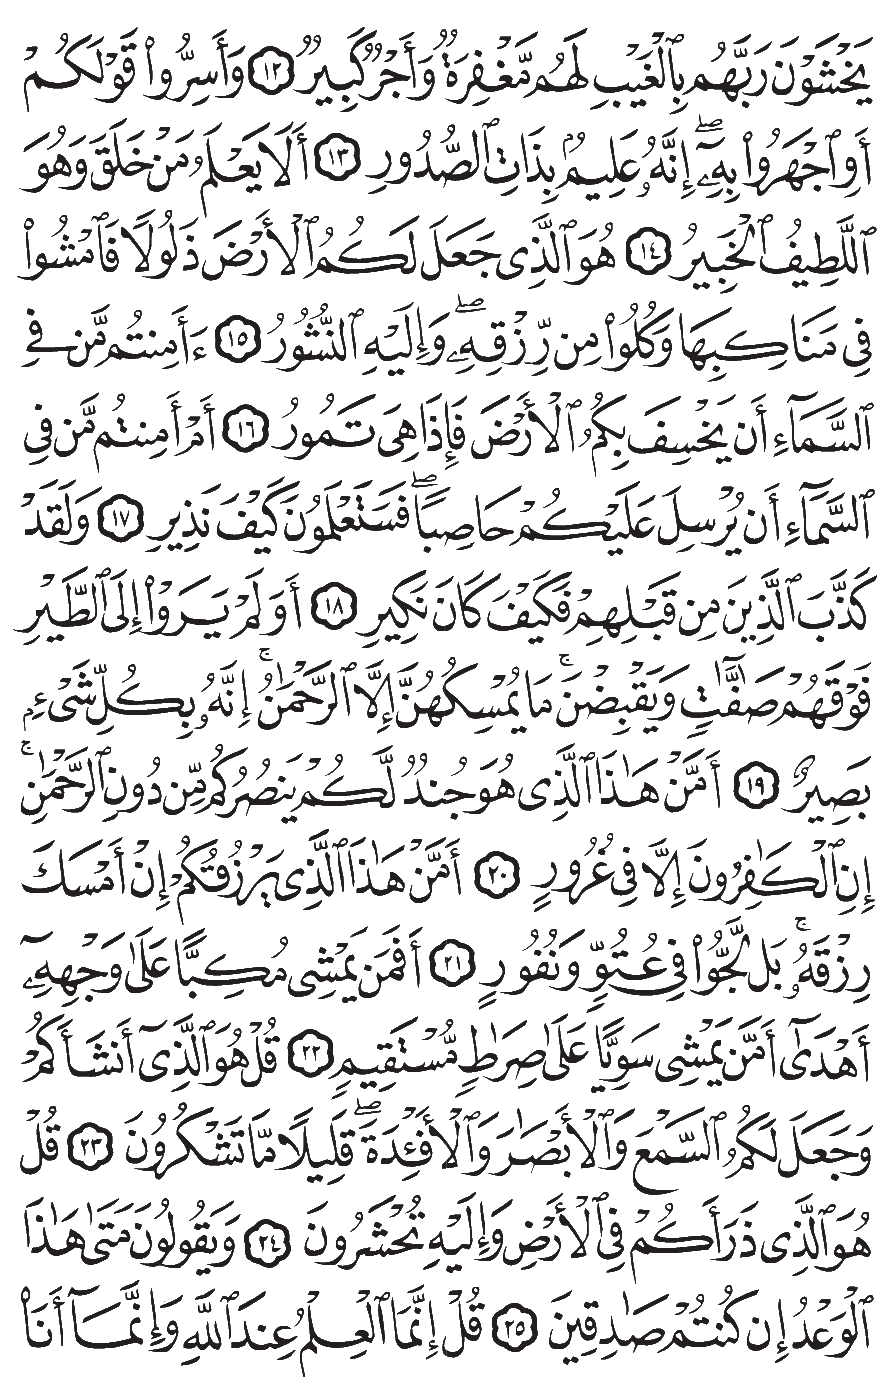 يَخْشَوْنَ رَبَّهُم بِٱلْغَيْبِ لَهُم مَّغْفِرَةٌ وَأَجْرٌ كَبِيرٌ ١٢ وَأَسِرُّوا۟ قَوْلَكُمْ
أَوِ ٱجْهَرُوا۟ بِهِۦٓ ۖ إِنَّهُۥ عَلِيمٌۢ بِذَاتِ ٱلصُّدُورِ ١٣ أَلَا يَعْلَمُ مَنْ خَلَقَ وَهُوَ
ٱللَّطِيفُ ٱلْخَبِيرُ ١٤ هُوَ ٱلَّذِى جَعَلَ لَكُمُ ٱلْأَرْضَ ذَلُولًا فَٱمْشُوا۟
فِى مَنَاكِبِهَا وَكُلُوا۟ مِن رِّزْقِهِۦ ۖ وَإِلَيْهِ ٱلنُّشُورُ ١٥ ءَأَمِنتُم مَّن فِى
ٱلسَّمَآءِ أَن يَخْسِفَ بِكُمُ ٱلْأَرْضَ فَإِذَا هِىَ تَمُورُ ١٦ أَمْ أَمِنتُم مَّن فِى
ٱلسَّمَآءِ أَن يُرْسِلَ عَلَيْكُمْ حَاصِبًا ۖ فَسَتَعْلَمُونَ كَيْفَ نَذِيرِ ١٧ وَلَقَدْ
كَذَّبَ ٱلَّذِينَ مِن قَبْلِهِمْ فَكَيْفَ كَانَ نَكِيرِ ١٨ أَوَلَمْ يَرَوْا۟ إِلَى ٱلطَّيْرِ
فَوْقَهُمْ صَٰٓفَّٰتٍ وَيَقْبِضْنَ ۚ مَا يُمْسِكُهُنَّ إِلَّا ٱلرَّحْمَٰنُ ۚ إِنَّهُۥ بِكُلِّ شَىْءٍۭ
بَصِيرٌ ١٩ أَمَّنْ هَٰذَا ٱلَّذِى هُوَ جُندٌ لَّكُمْ يَنصُرُكُم مِّن دُونِ ٱلرَّحْمَٰنِ ۚ
إِنِ ٱلْكَٰفِرُونَ إِلَّا فِى غُرُورٍ ٢٠ أَمَّنْ هَٰذَا ٱلَّذِى يَرْزُقُكُمْ إِنْ أَمْسَكَ
رِزْقَهُۥ ۚ بَل لَّجُّوا۟ فِى عُتُوٍّ وَنُفُورٍ ٢١ أَفَمَن يَمْشِى مُكِبًّا عَلَىٰ وَجْهِهِۦٓ
أَهْدَىٰٓ أَمَّن يَمْشِى سَوِيًّا عَلَىٰ صِرَٰطٍ مُّسْتَقِيمٍ ٢٢ قُلْ هُوَ ٱلَّذِىٓ أَنشَأَكُمْ
وَجَعَلَ لَكُمُ ٱلسَّمْعَ وَٱلْأَبْصَٰرَ وَٱلْأَفْـِٔدَةَ ۖ قَلِيلًا مَّا تَشْكُرُونَ ٢٣ قُلْ
هُوَ ٱلَّذِى ذَرَأَكُمْ فِى ٱلْأَرْضِ وَإِلَيْهِ تُحْشَرُونَ ٢٤ وَيَقُولُونَ مَتَىٰ هَٰذَا
ٱلْوَعْدُ إِن كُنتُمْ صَٰدِقِينَ ٢٥ قُلْ إِنَّمَا ٱلْعِلْمُ عِندَ ٱللَّهِ وَإِنَّمَآ أَنَا۠